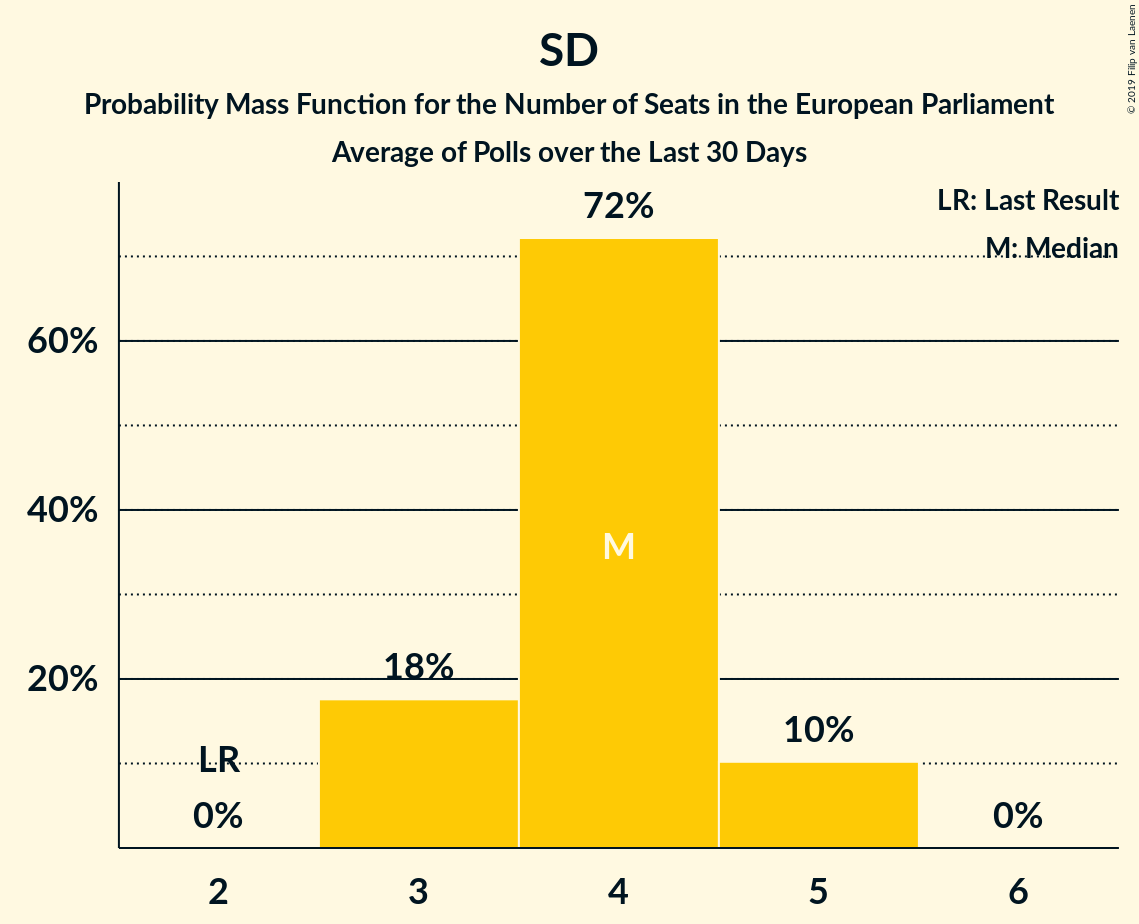 SD
Probability Mass Function for the Number of Seats in the European Parliament
Average of Polls over the Last 30 Days
© 2019 Filip van Laenen
LR: Last Result
M: Median
72%
60%
40%
M
20%
18%
10%
LR
0%
0%
2 3 4 5 6